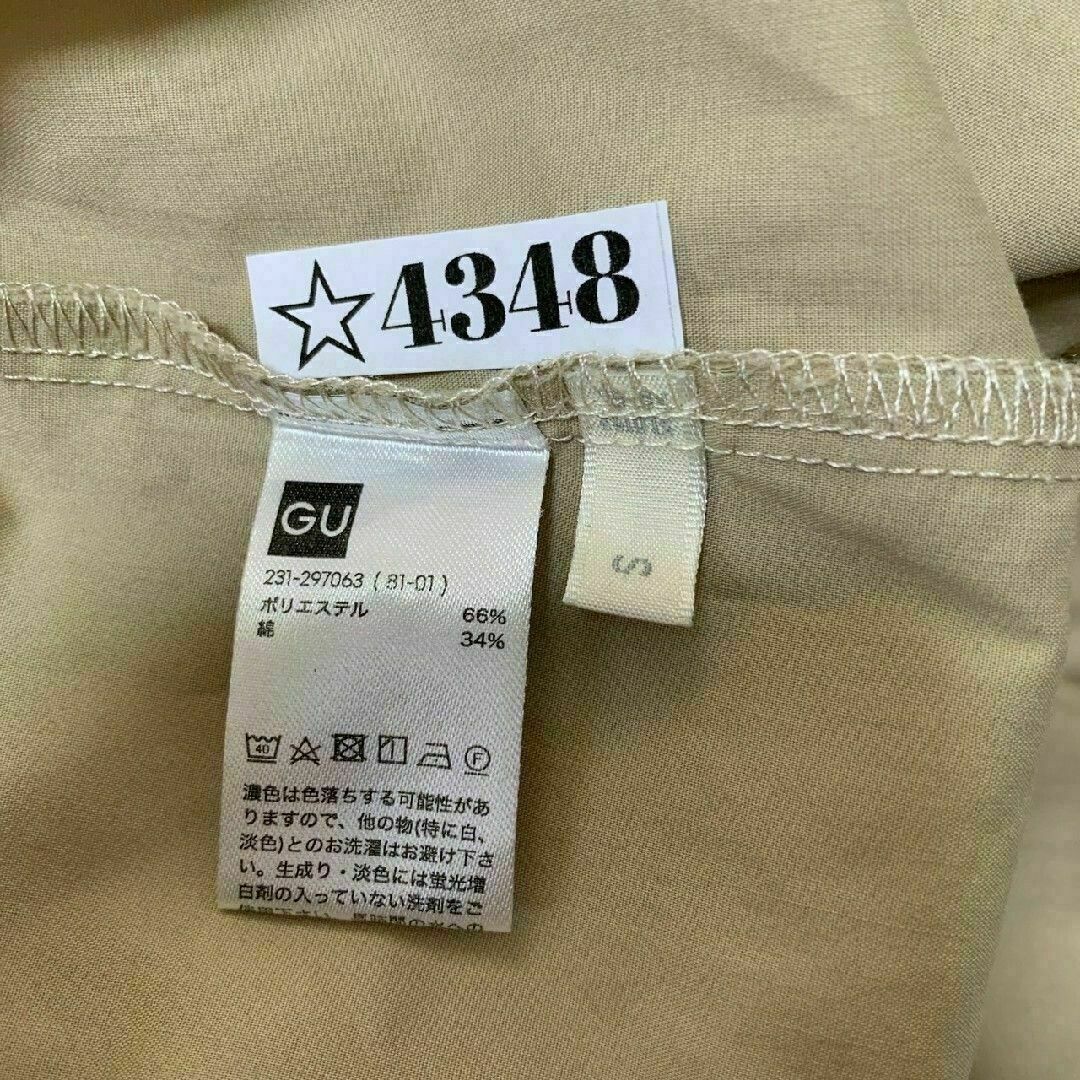 ☆4348
GU
231-297063 ( 81-01 )
ポリエステル 66%
綿 34%
40
F
濃色は色落ちする可能性があ
りますので、他の物(特に白、
淡色)とのお洗濯はお避け下さ
い。生成り・淡色には蛍光増
白剤の入っていない洗剤をご
S